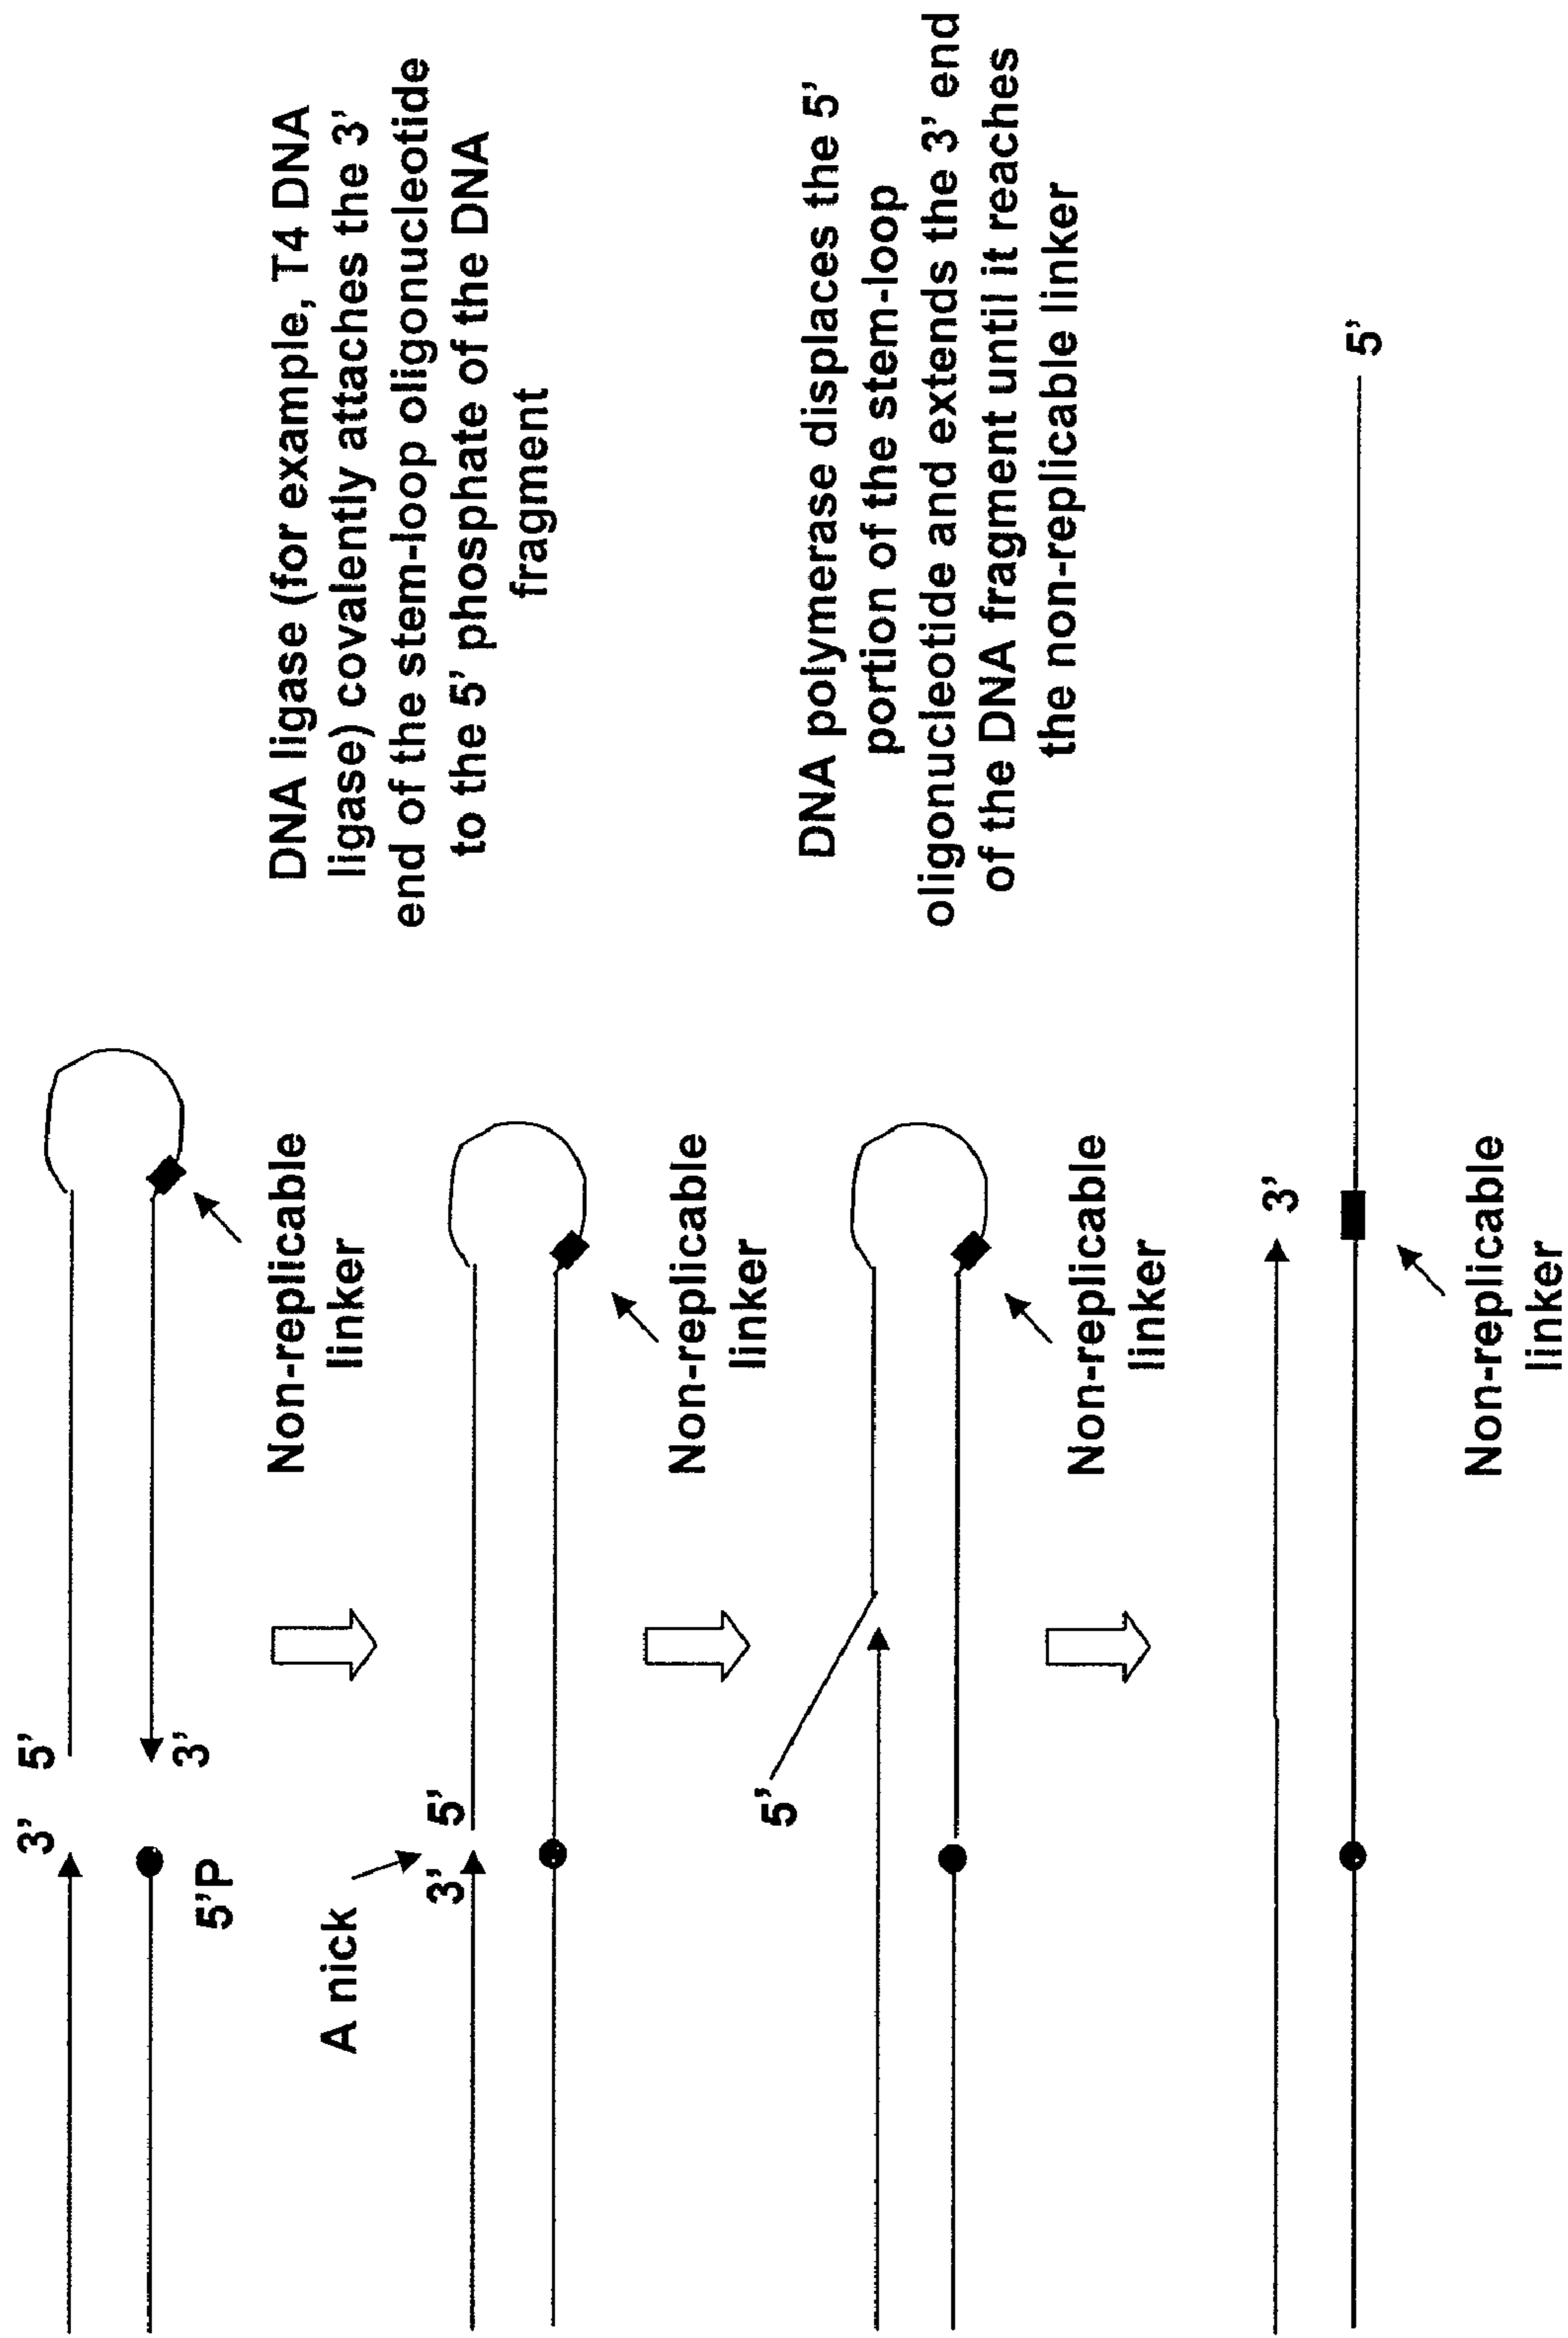 3' 5'
5'P
3'
Non-replicable
linker
DNA ligase (for example, T4 DNA
ligase) covalently attaches the 3'
end of the stem-loop oligonucleotide
to the 5' phosphate of the DNA
fragment
A nick
3' 5'
Non-replicable
linker
5'
DNA polymerase displaces the 5'
portion of the stem-loop
oligonucleotide and extends the 3' end
of the DNA fragment until it reaches
the non-replicable linker
Non-replicable
linker
3'
5'
Non-replicable
linker